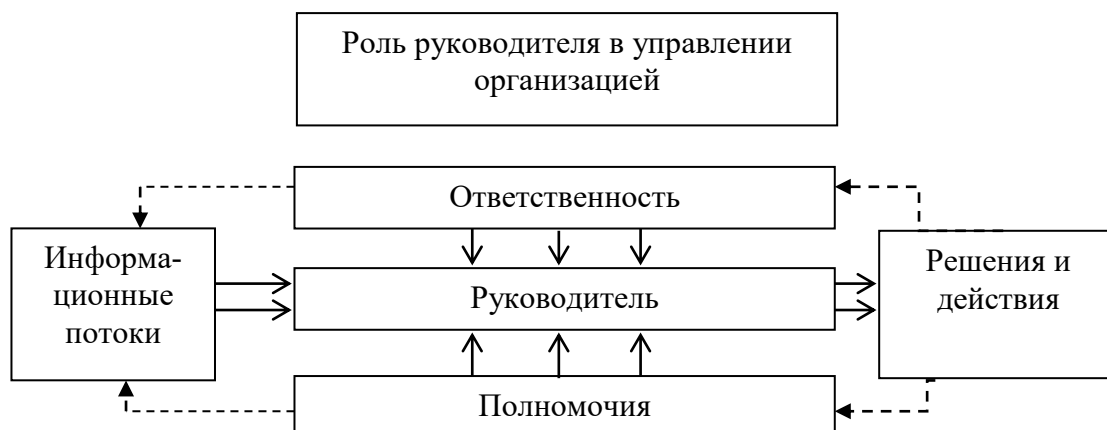 Роль руководителя в управлении
организацией
Ответственность
Информа-
ционные
потоки
Руководитель
Решения и
действия
Полномочия